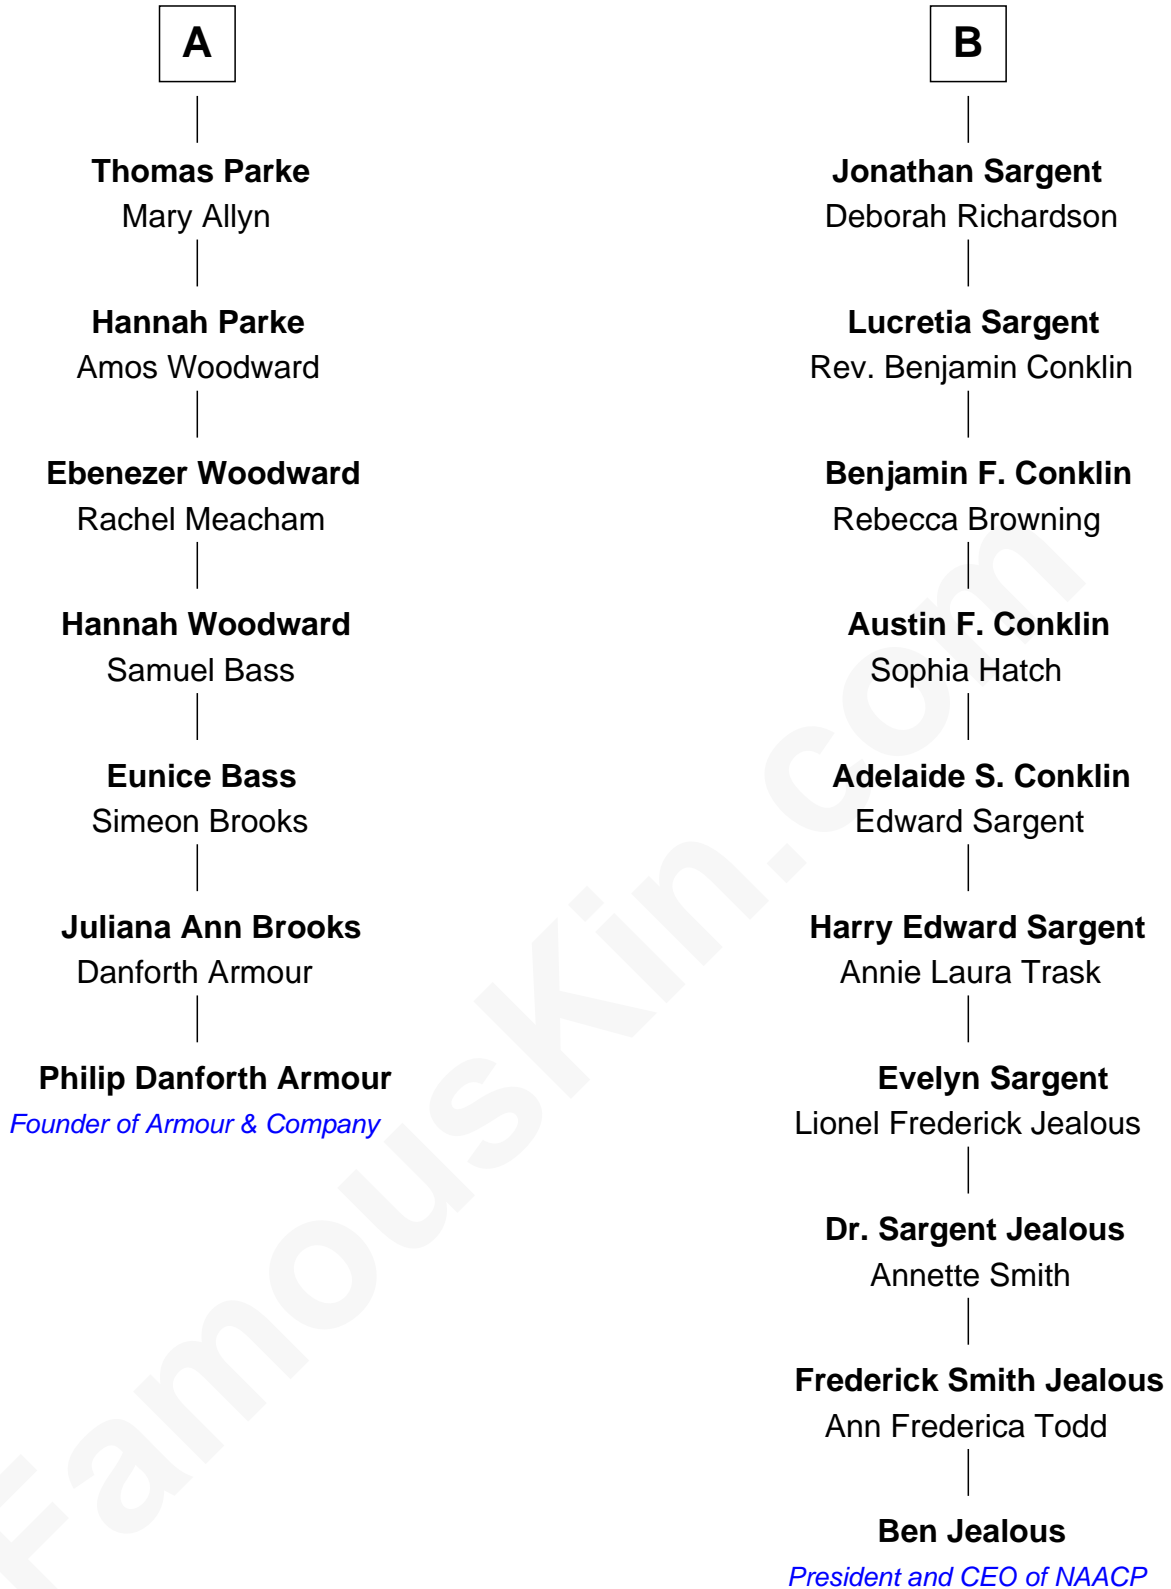 A
Thomas Parke
Mary Allyn
Hannah Parke
Amos Woodward
Ebenezer Woodward
Rachel Meacham
Hannah Woodward
Samuel Bass
Eunice Bass
Simeon Brooks
Juliana Ann Brooks
Danforth Armour
Philip Danforth Armour
Founder of Armour & Company
B
Jonathan Sargent
Deborah Richardson
Lucretia Sargent
Rev. Benjamin Conklin
Benjamin F. Conklin
Rebecca Browning
Austin F. Conklin
Sophia Hatch
Adelaide S. Conklin
Edward Sargent
Harry Edward Sargent
Annie Laura Trask
Evelyn Sargent
Lionel Frederick Jealous
Dr. Sargent Jealous
Annette Smith
Frederick Smith Jealous
Ann Frederica Todd
Ben Jealous
President and CEO of NAACP
FamousKin.com